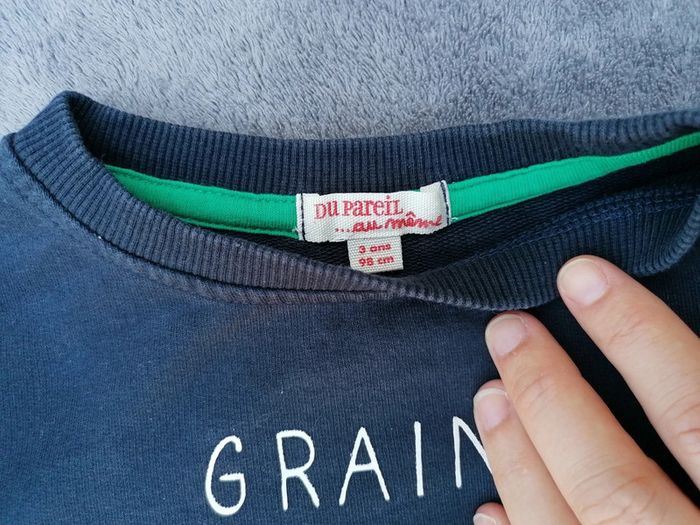 DU PAREIL
...au même
3 ans
98 cm
GRAIN